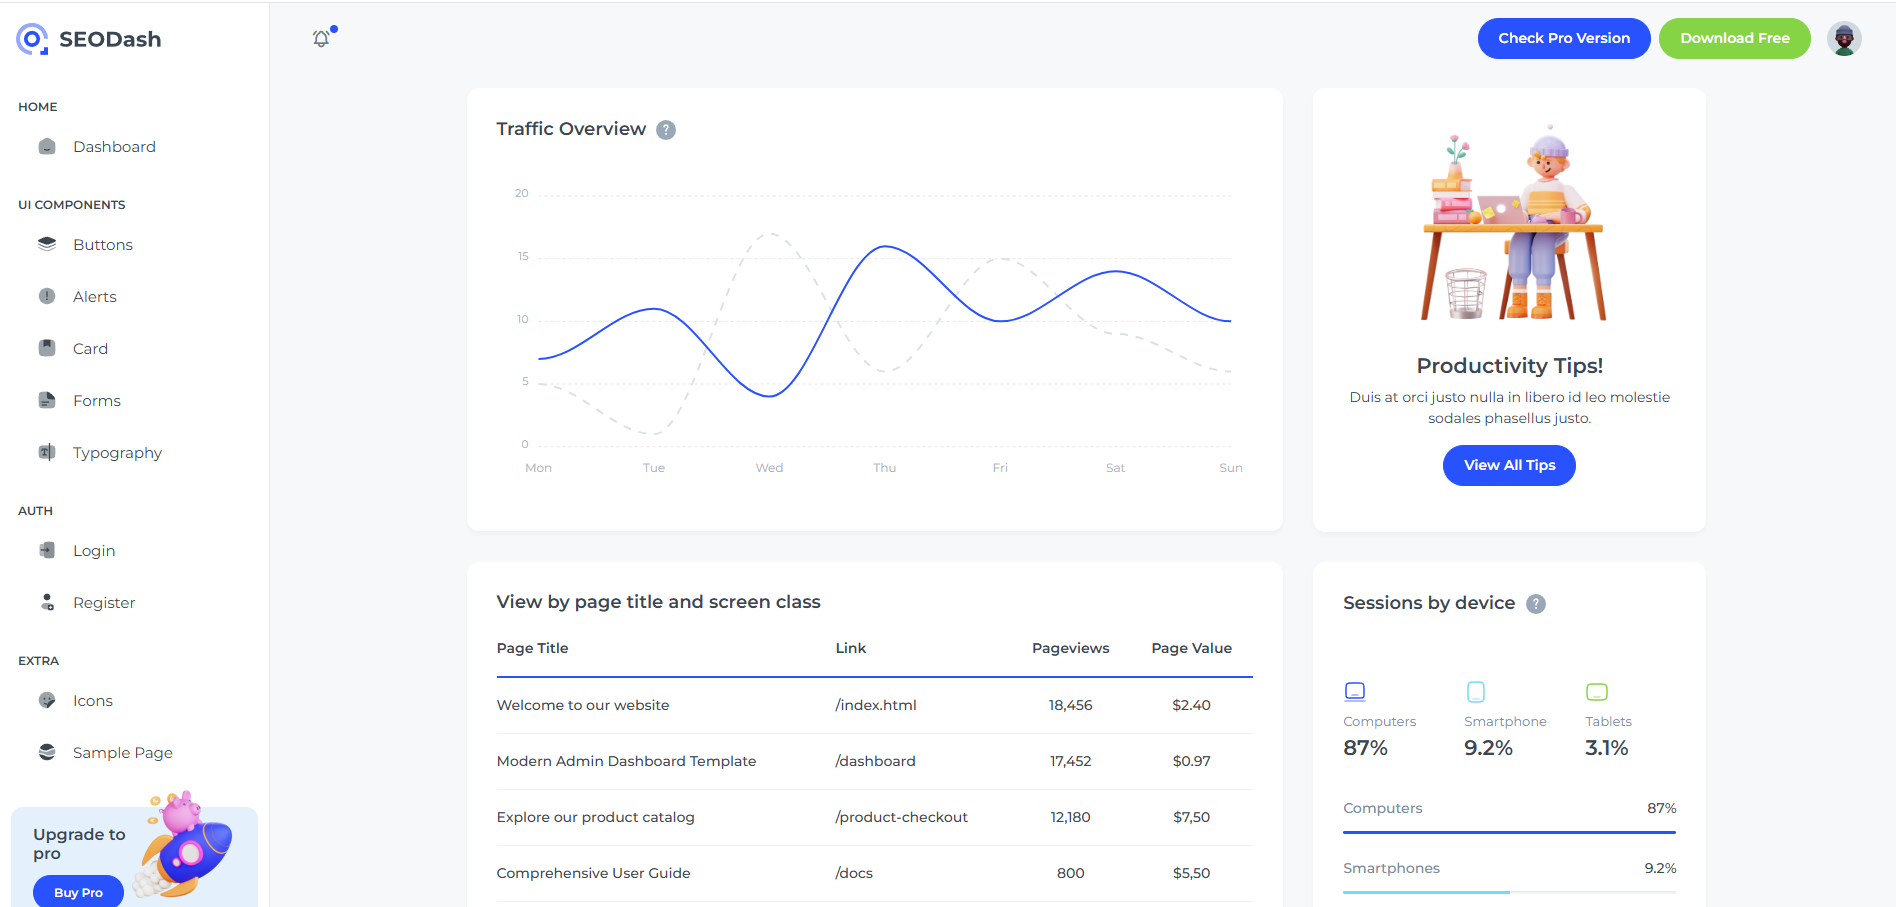 SEODash
Check Pro Version
Download Free
HOME
Dashboard
UI COMPONENTS
Buttons
Alerts
Card
Forms
Typography
AUTH
Login
Register
EXTRA
Icons
Sample Page
Upgrade to
pro
Buy Pro
Traffic Overview ?
20
15
10
5
0
Mon Tue Wed Thu Fri Sat Sun
Productivity Tips!
Duis at orci justo nulla in libero id leo molestie
sodales phasellus justo.
View All Tips
View by page title and screen class
Page Title Link Pageviews Page Value
Welcome to our website /index.html 18,456 $2.40
Modern Admin Dashboard Template /dashboard 17,452 $0.97
Explore our product catalog /product-checkout 12,180 $7,50
Comprehensive User Guide /docs 800 $5,50
Sessions by device ?
Computers Smartphone Tablets
87% 9.2% 3.1%
Computers 87%
Smartphones 9.2%